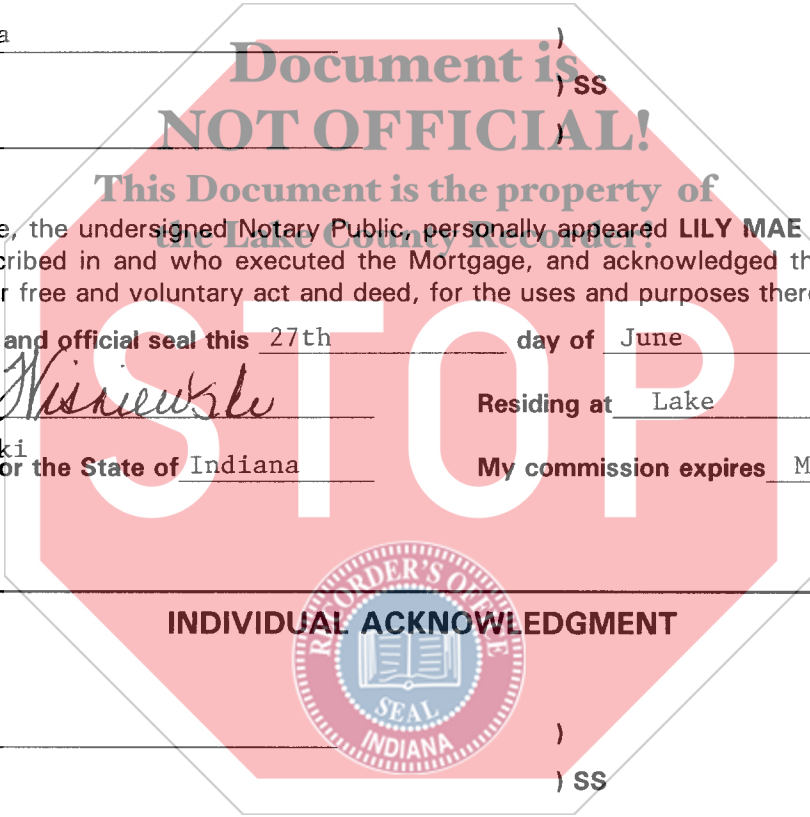 a )
Document is
) SS
NOT OFFICIAL!
)
This Document is the property of
e, the undersigned Notary Public, personally appeared LILY MAE
the Lake County Recorder!
cribed in and who executed the Mortgage, and acknowledged th
r free and voluntary act and deed, for the uses and purposes there
and official seal this 27th day of June
Wisniewski Residing at Lake
ki
or the State of Indiana My commission expires M
STOP
INDIVIDUAL ACKNOWLEDGMENT
RECORDER'S OFFICE
SEAL
INDIANA
)
) SS